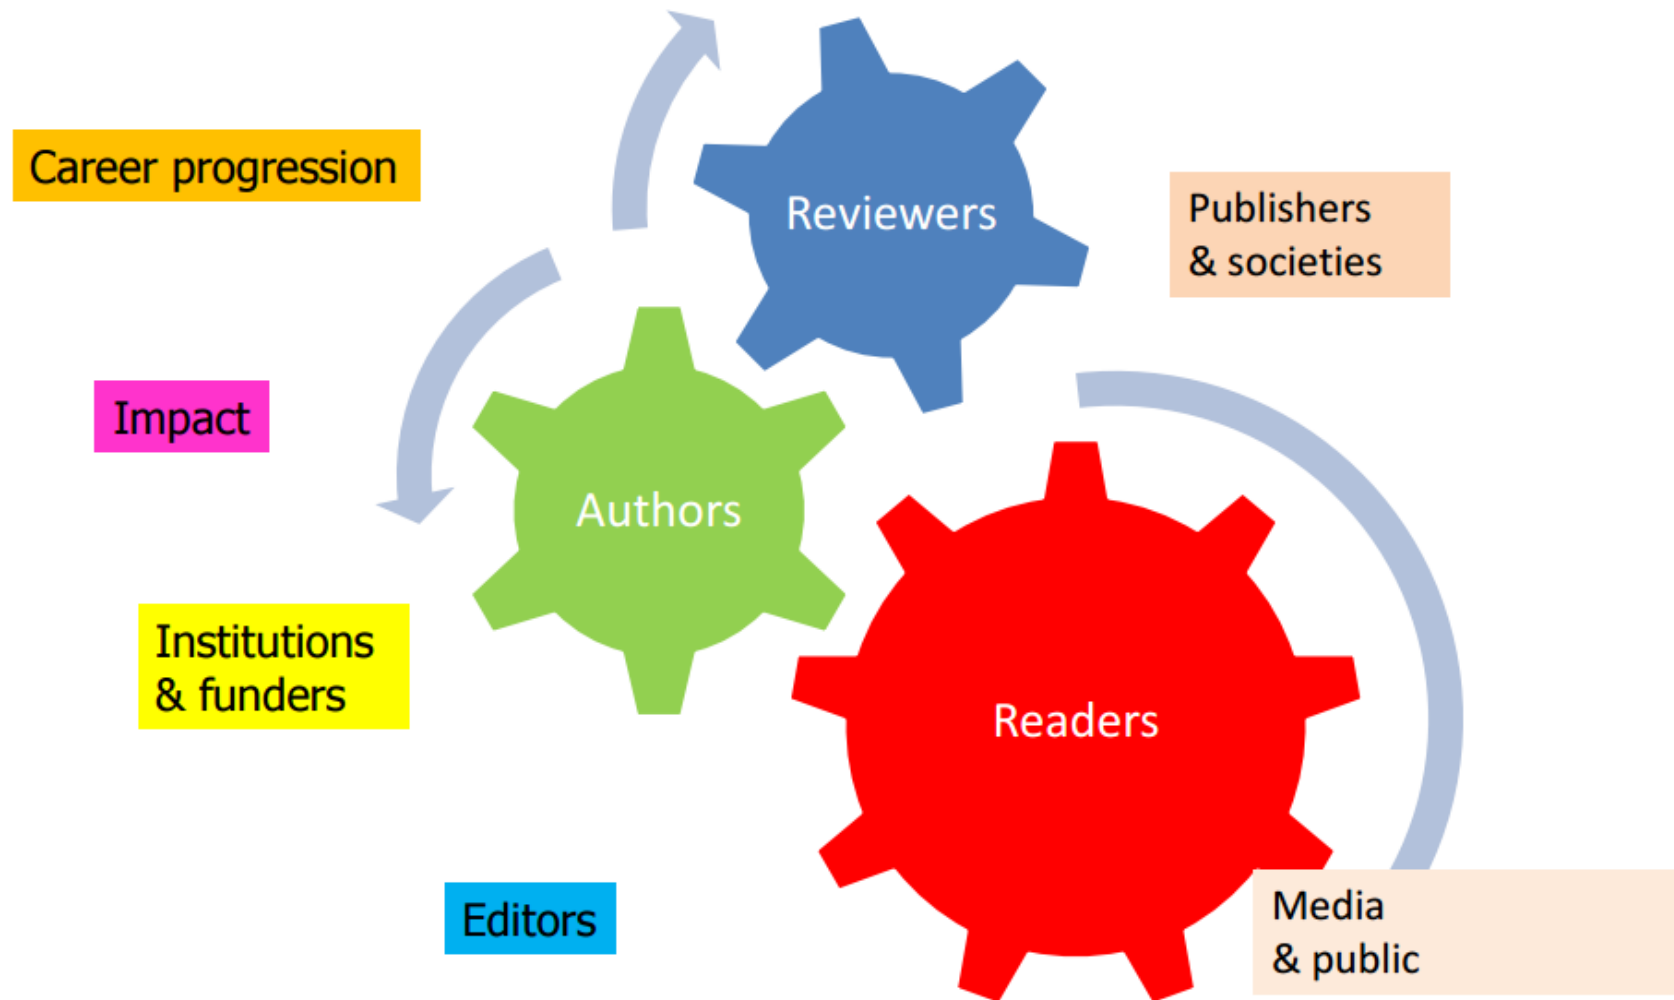 Career progression
Reviewers
Publishers
& societies
Impact
Authors
Institutions
& funders
Readers
Editors
Media
& public